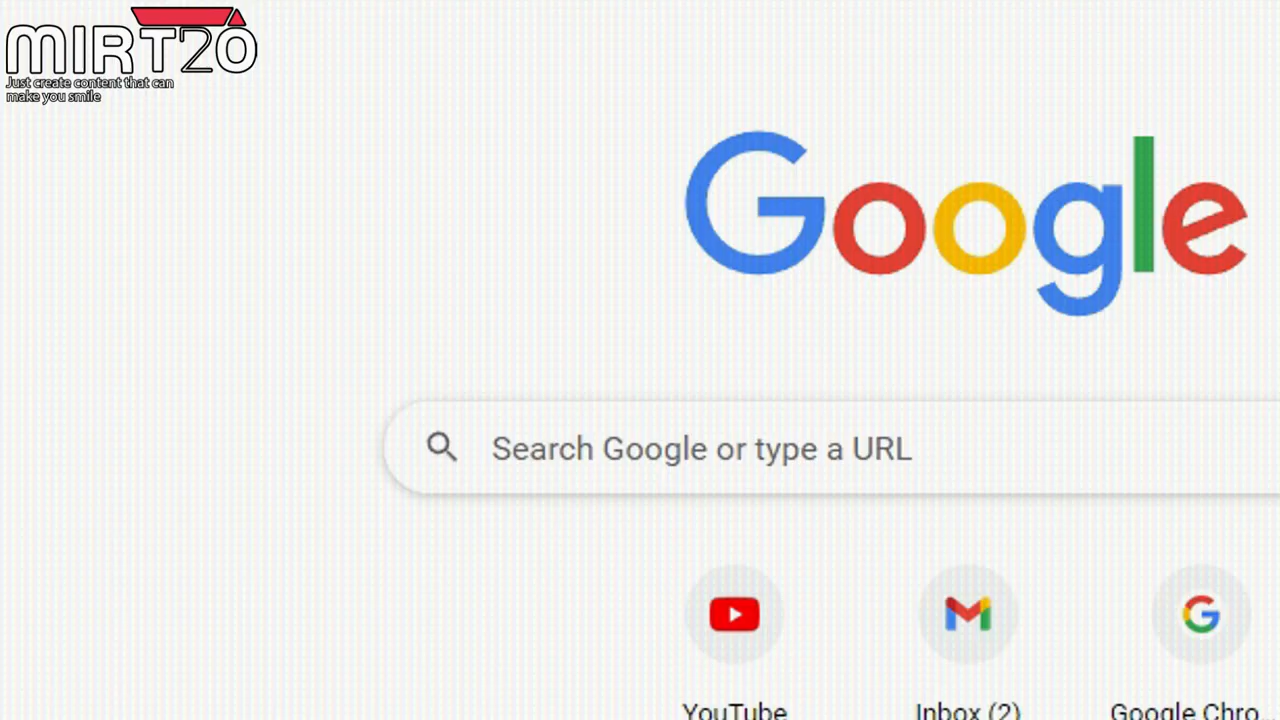 MIRT20
Just create content that can
make you smile
Google
Search Google or type a URL
YouTube
Inbox (2)
Google Chro...